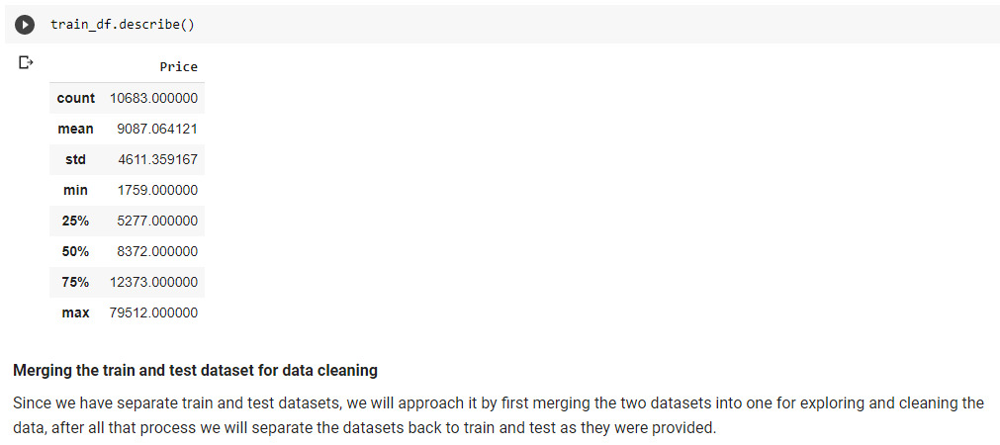 train_df.describe()
Price
count 10683.000000
mean 9087.064121
std 4611.359167
min 1759.000000
25% 5277.000000
50% 8372.000000
75% 12373.000000
max 79512.000000
Merging the train and test dataset for data cleaning
Since we have separate train and test datasets, we will approach it by first merging the two datasets into one for exploring and cleaning the
data, after all that process we will separate the datasets back to train and test as they were provided.